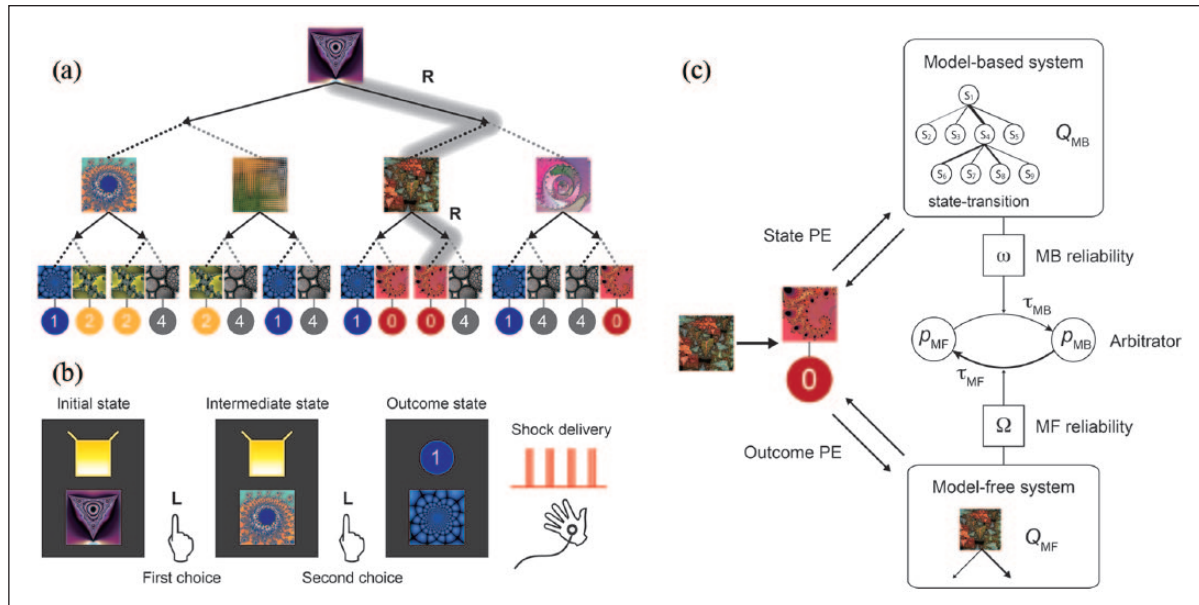 (a)
R
R
1 2 2 4 2 4 1 4 1 0 0 4 1 4 4 0
(b)
Initial state
Intermediate state
Outcome state
1
Shock delivery
L
L
First choice
Second choice
(c)
Model-based system
S1
S2 S3 S4 S5
QMB
S6 S7 S8 S9
state-transition
State PE
ω MB reliability
τMB
pMF pMB Arbitrator
τMF
0
Outcome PE
Ω MF reliability
Model-free system
QMF